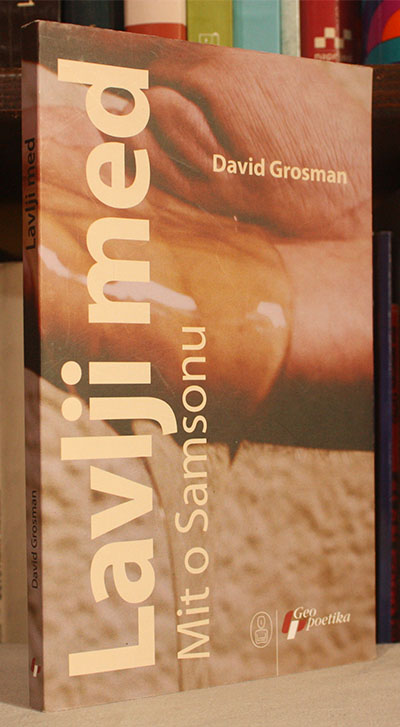 Lavlji med
David Grosman
David Grosman
Lavlji med
Mit o Samsonu
Geo
poetika